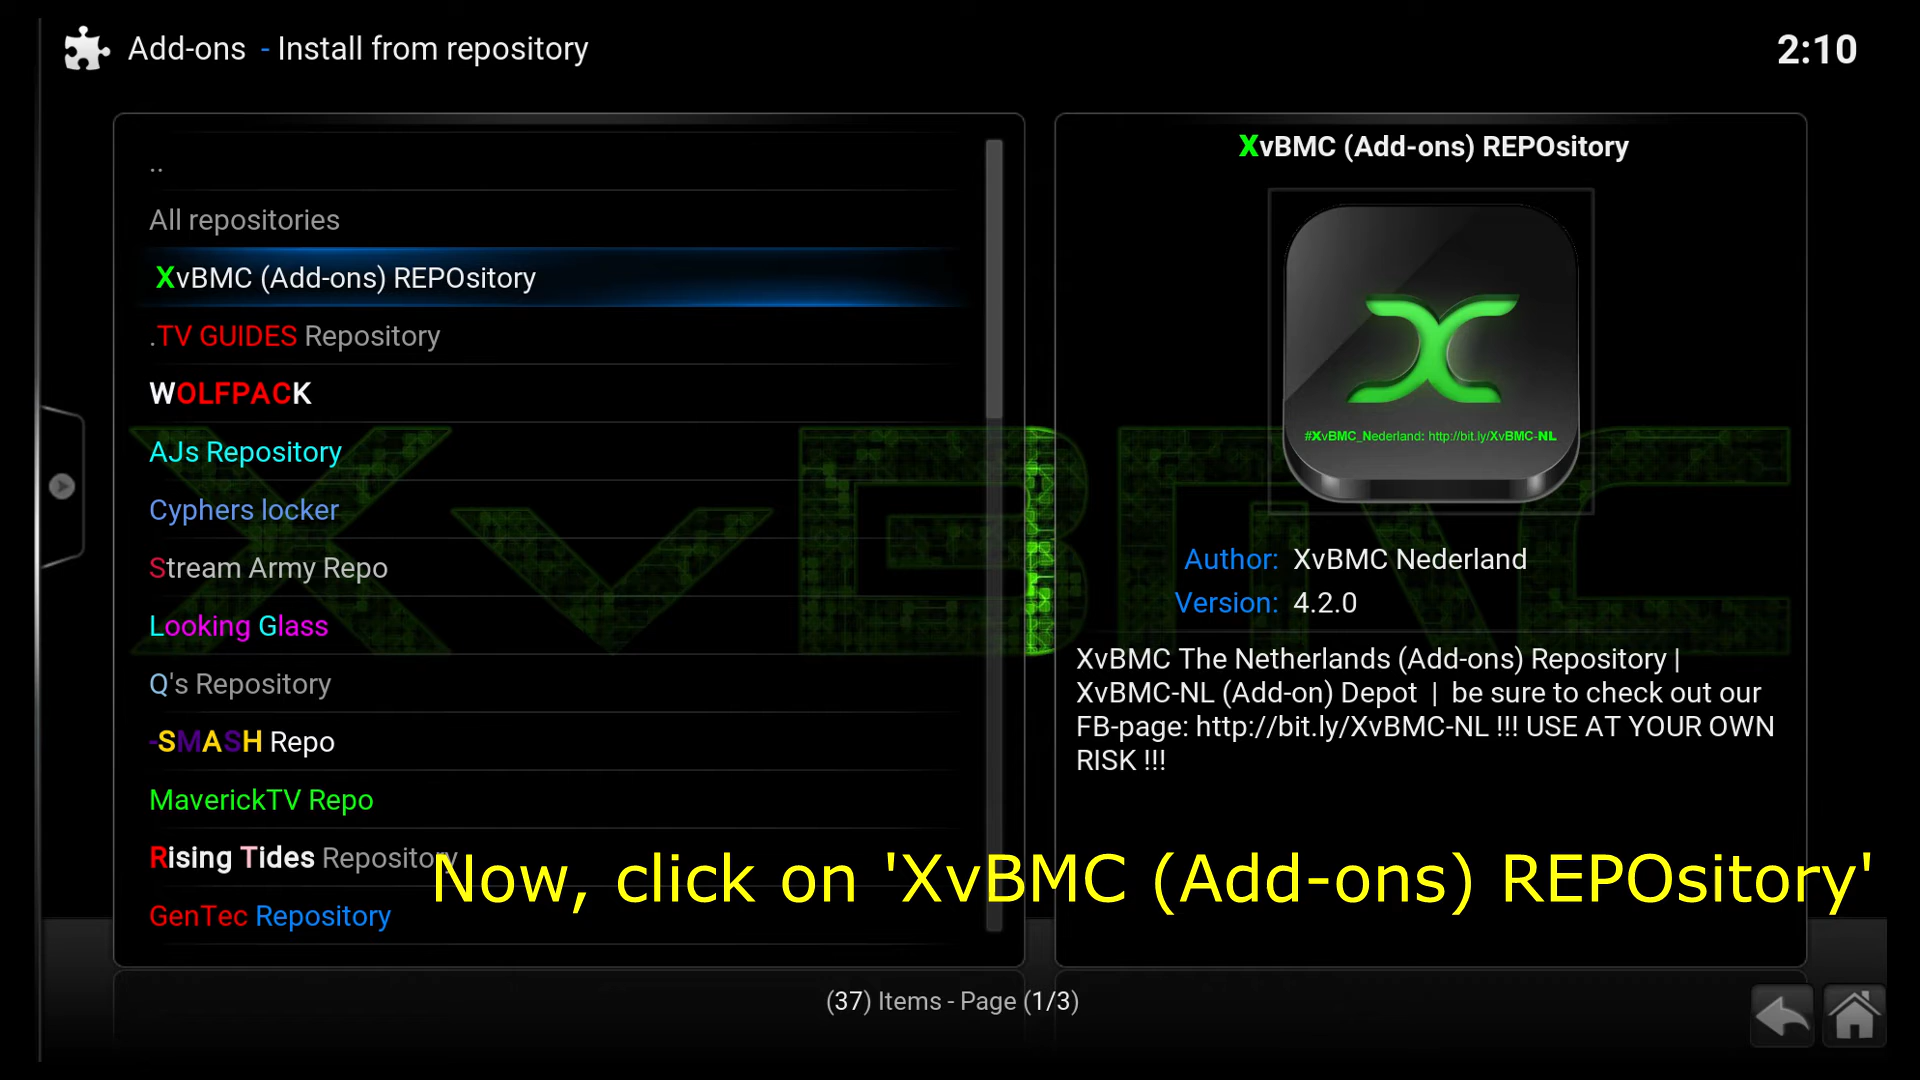 Add-ons - Install from repository
2:10
..
All repositories
XvBMC (Add-ons) REPOsitory
.TV GUIDES Repository
WOLFPACK
AJs Repository
Cyphers locker
Stream Army Repo
Looking Glass
Q's Repository
-SMASH Repo
MaverickTV Repo
Rising Tides Repository
GenTec Repository
XvBMC (Add-ons) REPOsitory
#XvBMC_Nederland: http://bit.ly/XvBMC-NL
Author: XvBMC Nederland
Version: 4.2.0
XvBMC The Netherlands (Add-ons) Repository |
XvBMC-NL (Add-on) Depot | be sure to check out our
FB-page: http://bit.ly/XvBMC-NL !!! USE AT YOUR OWN
RISK !!!
XvBMC
Now, click on 'XvBMC (Add-ons) REPOsitory'
(37) Items - Page (1/3)